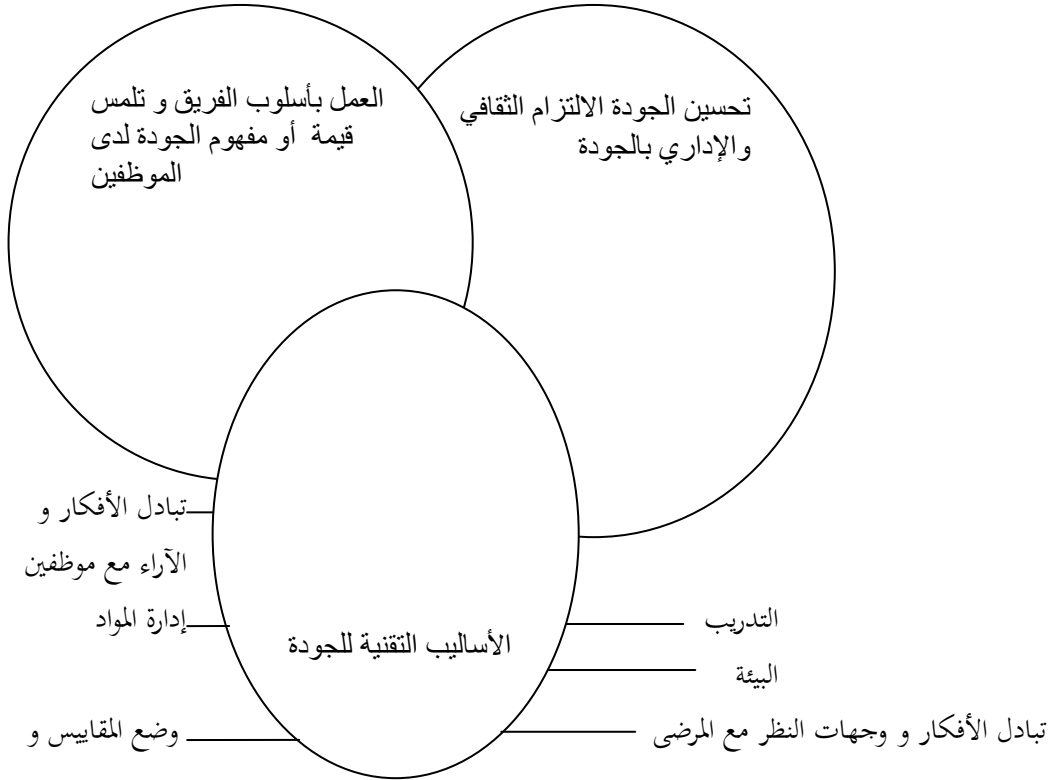 تحسين الجودة الالتزام الثقافي
والإداري بالجودة
العمل بأسلوب الفريق و تلمس
قيمة أو مفهوم الجودة لدى
الموظفين
تبادل الأفكار و
الآراء مع موظفين
إدارة المواد
وضع المقاييس و
الأساليب التقنية للجودة
التدريب
البيئة
تبادل الأفكار و وجهات النظر مع المرضى